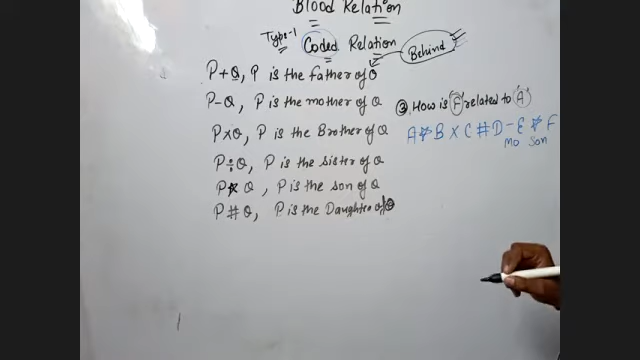 Blood Relation
Type-1 Coded Relation
Behind
P+Q, P is the father of Q
P-Q, P is the mother of Q
P×Q, P is the Brother of Q
P÷Q, P is the sister of Q
P☆Q, P is the son of Q
P#Q, P is the Daughter of Q
③ How is "F" related to 'A'
A☆B×C#D-E☆F
Mo Son